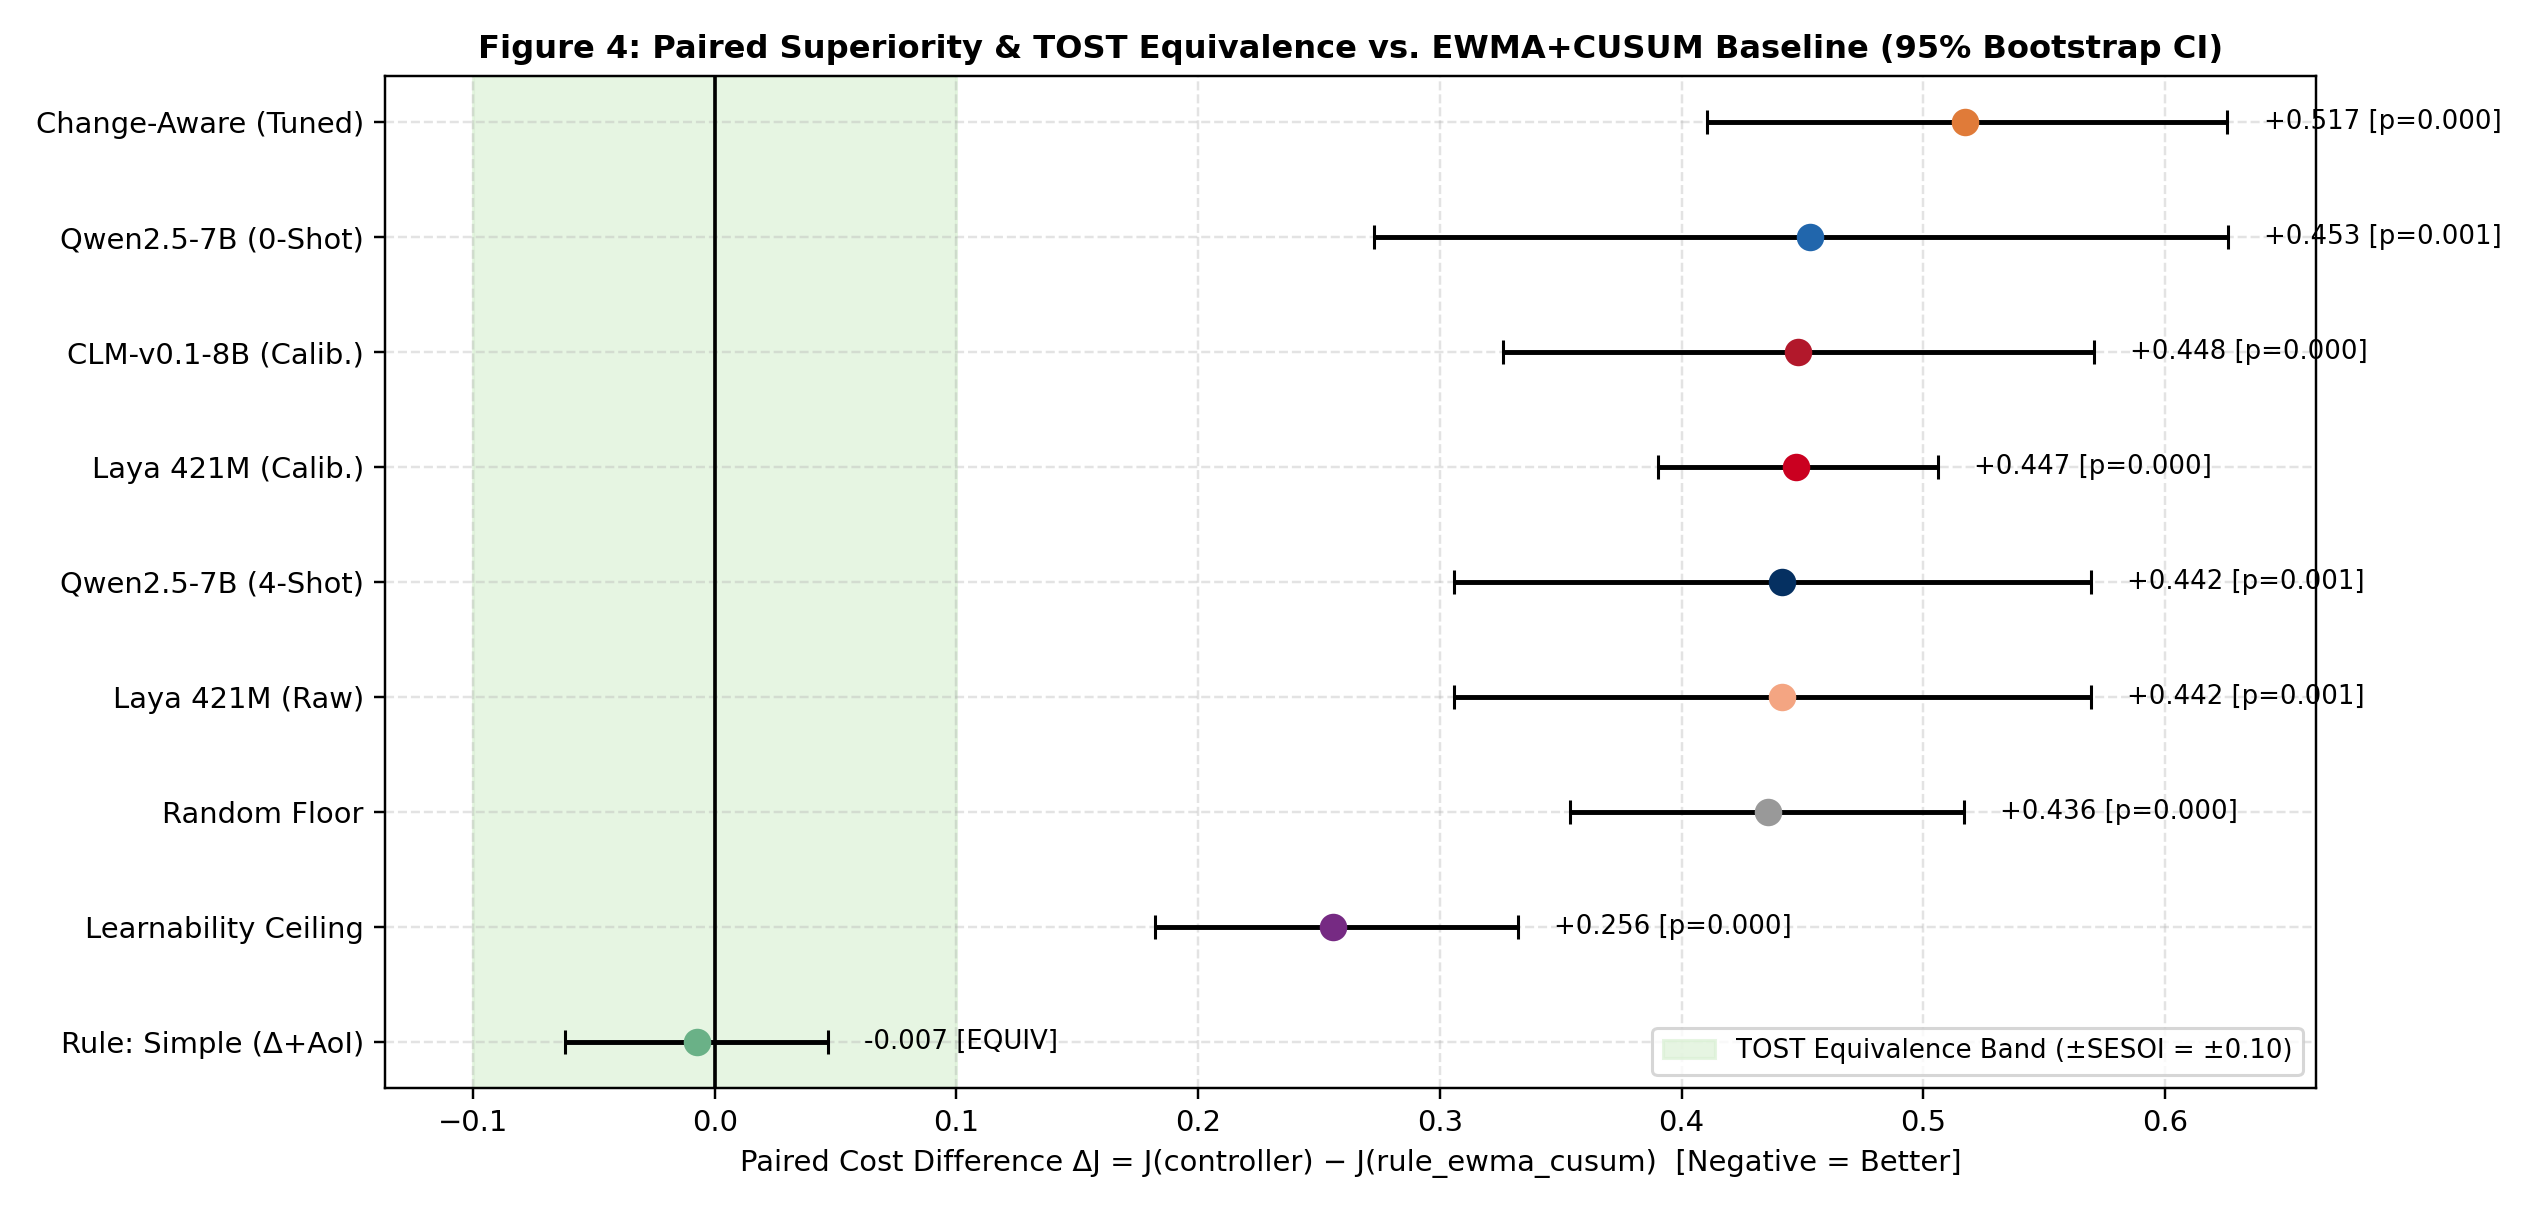 Figure 4: Paired Superiority & TOST Equivalence vs. EWMA+CUSUM Baseline (95% Bootstrap CI)
Change-Aware (Tuned) +0.517 [p=0.000]
Qwen2.5-7B (0-Shot) +0.453 [p=0.001]
CLM-v0.1-8B (Calib.) +0.448 [p=0.000]
Laya 421M (Calib.) +0.447 [p=0.000]
Qwen2.5-7B (4-Shot) +0.442 [p=0.001]
Laya 421M (Raw) +0.442 [p=0.001]
Random Floor +0.436 [p=0.000]
Learnability Ceiling +0.256 [p=0.000]
Rule: Simple (Δ+AoI) -0.007 [EQUIV]
TOST Equivalence Band (±SESOI = ±0.10)
−0.1 0.0 0.1 0.2 0.3 0.4 0.5 0.6
Paired Cost Difference ΔJ = J(controller) − J(rule_ewma_cusum) [Negative = Better]